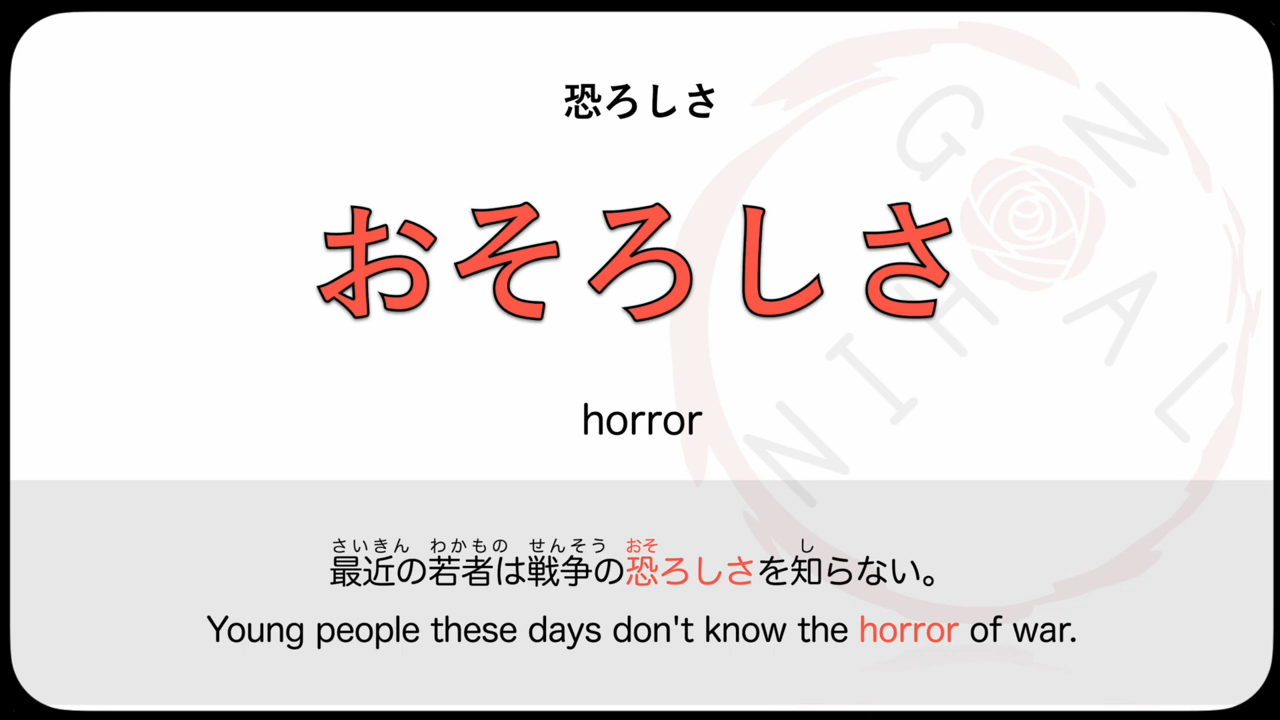 恐ろしさ
おそろしさ
horror
さいきん わかもの せんそう おそ し
最近の若者は戦争の恐ろしさを知らない。
Young people these days don't know the horror of war.
NIHON
GAL